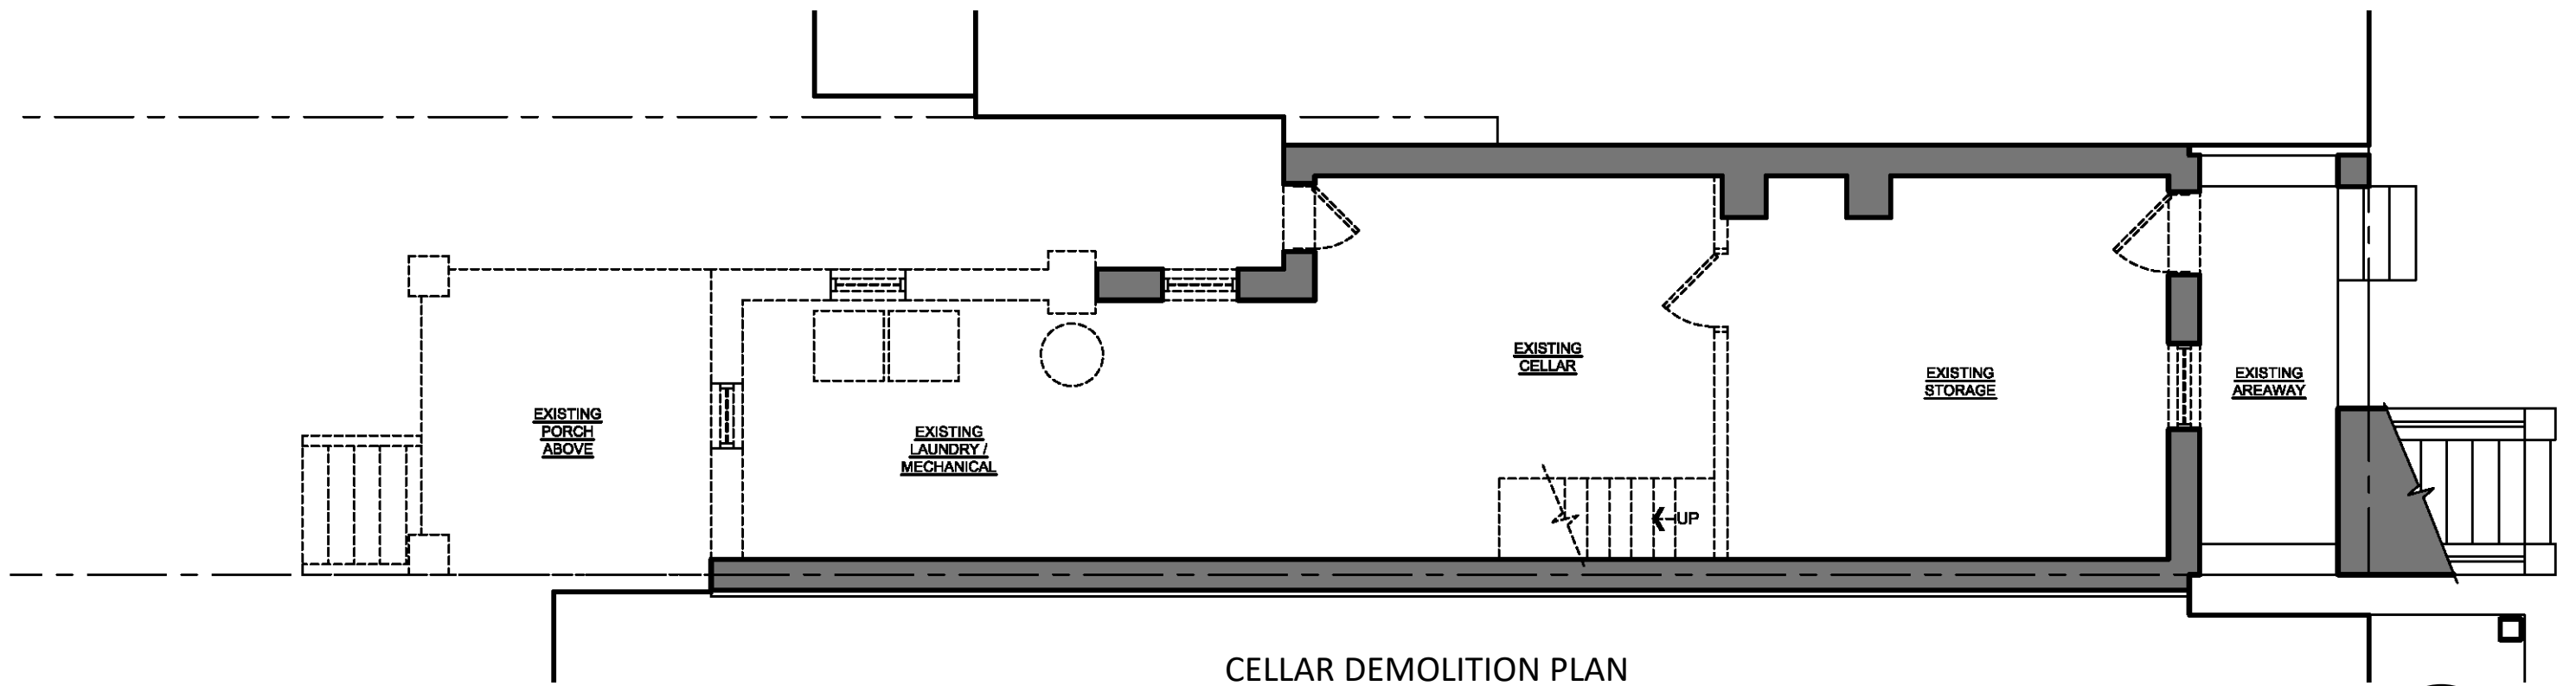 EXISTING
PORCH
ABOVE
EXISTING
LAUNDRY /
MECHANICAL
EXISTING
CELLAR
UP
EXISTING
STORAGE
EXISTING
AREAWAY
CELLAR DEMOLITION PLAN